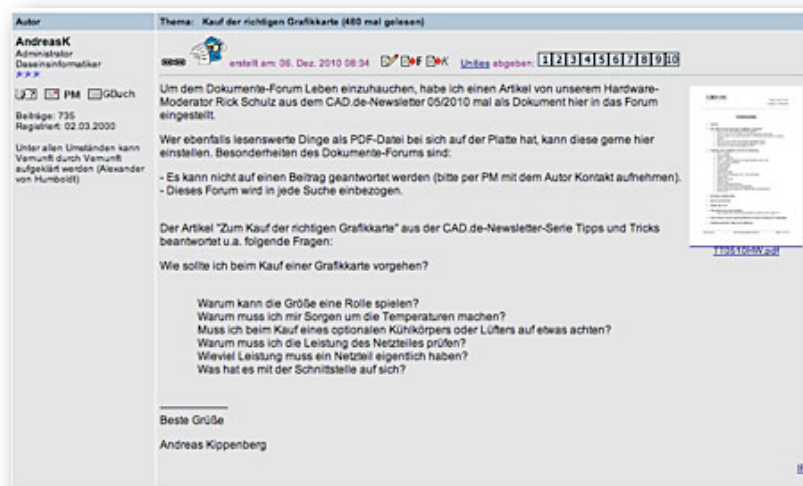 Autor
Thema: Kauf der richtigen Grafikkarte (480 mal gelesen)
AndreasK
Administrator
Daseinsinformatiker
PM GBuch
Beiträge: 735
Registriert: 02.03.2000
Unter allen Umständen kann
Vernunft durch Vernunft
aufgeklärt werden (Alexander
von Humboldt)
erstellt am: 06. Dez. 2010 08:34 F K Unities abgeben: 1 2 3 4 5 6 7 8 9 10
Um dem Dokumente-Forum Leben einzuhauchen, habe ich einen Artikel von unserem Hardware-
Moderator Rick Schulz aus dem CAD.de-Newsletter 05/2010 mal als Dokument hier in das Forum
eingestellt.
Wer ebenfalls lesenswerte Dinge als PDF-Datei bei sich auf der Platte hat, kann diese gerne hier
einstellen. Besonderheiten des Dokumente-Forums sind:
- Es kann nicht auf einen Beitrag geantwortet werden (bitte per PM mit dem Autor Kontakt aufnehmen).
- Dieses Forum wird in jede Suche einbezogen.
Der Artikel "Zum Kauf der richtigen Grafikkarte" aus der CAD.de-Newsletter-Serie Tipps und Tricks
beantwortet u.a. folgende Fragen:
Wie sollte ich beim Kauf einer Grafikkarte vorgehen?
Warum kann die Größe eine Rolle spielen?
Warum muss ich mir Sorgen um die Temperaturen machen?
Muss ich beim Kauf eines optionalen Kühlkörpers oder Lüfters auf etwas achten?
Warum muss ich die Leistung des Netzteiles prüfen?
Wieviel Leistung muss ein Netzteil eigentlich haben?
Was hat es mit der Schnittstelle auf sich?
Beste Grüße
Andreas Kippenberg